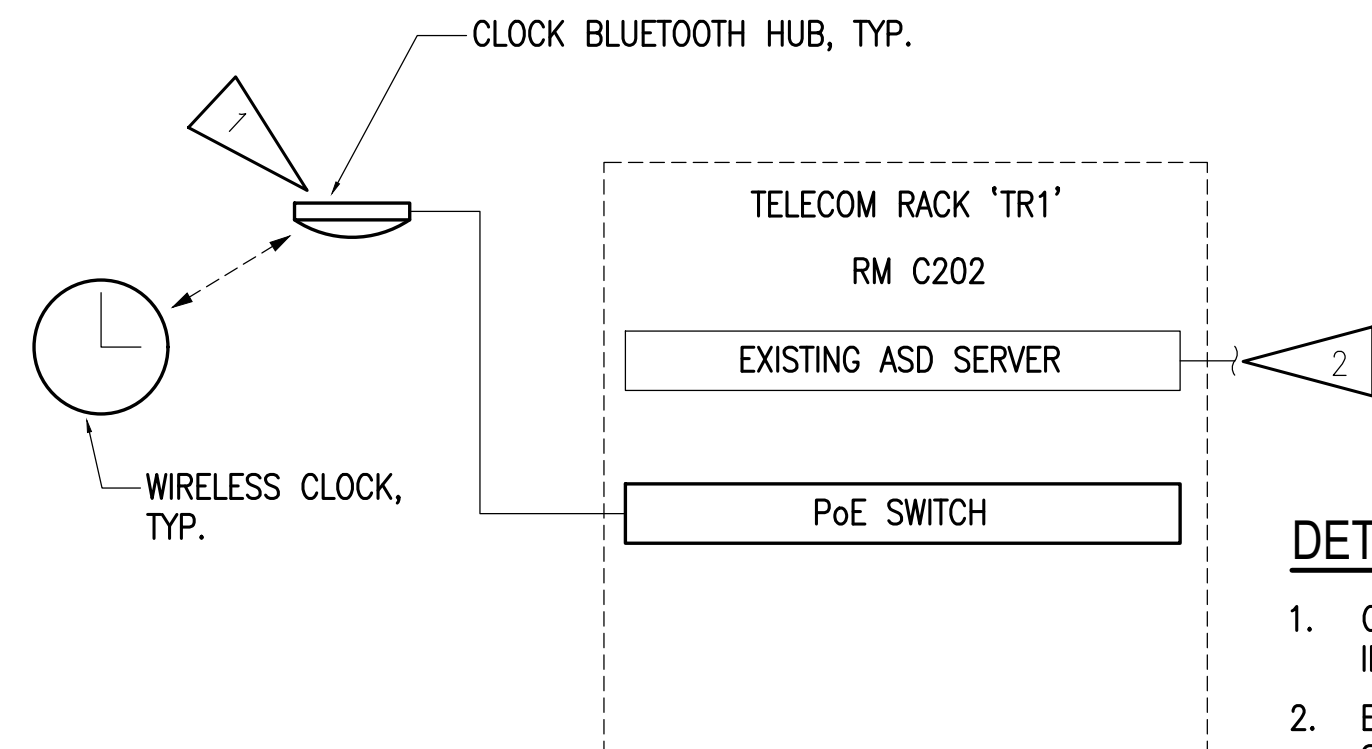 CLOCK BLUETOOTH HUB, TYP.
1
TELECOM RACK 'TR1'
RM C202
EXISTING ASD SERVER
2
WIRELESS CLOCK,
TYP.
PoE SWITCH
1.
2.